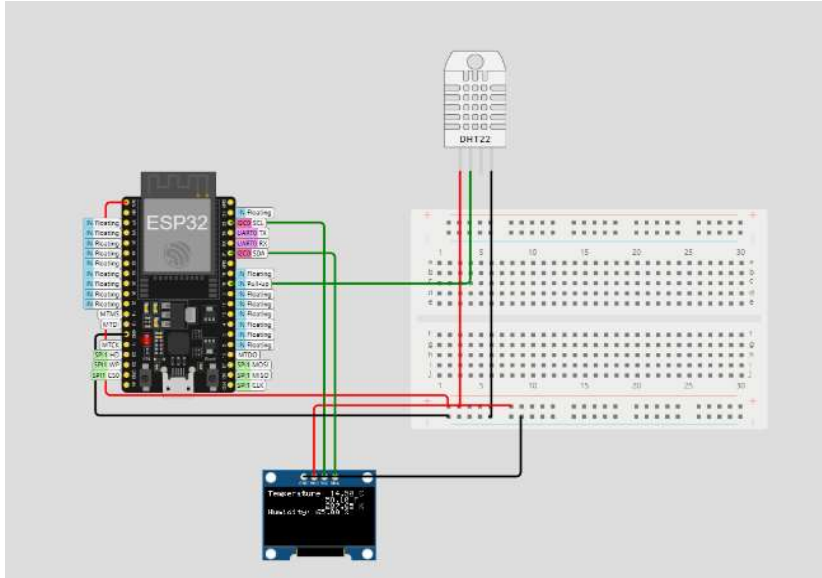 DHT22
ESP32
IN Floating
I2C0 SCL
IN Floating
UART0 TX
IN Floating
UART0 RX
IN Floating
I2C0 SDA
IN Floating
IN Floating
IN Floating
IN Floating
IN Pull-up
IN Floating
IN Floating
IN Floating
IN Floating
MTMS
IN Floating
MTDI
IN Floating
IN Floating
MTCK
IN Floating
SPI1 HD
MTDO
SPI1 WP
SPI1 MOSI
SPI1 CS0
SPI1 MISO
SPI1 CLK
1 5 10 15 20 25 30
1 5 10 15 20 25 30
Temperature
Humidity: